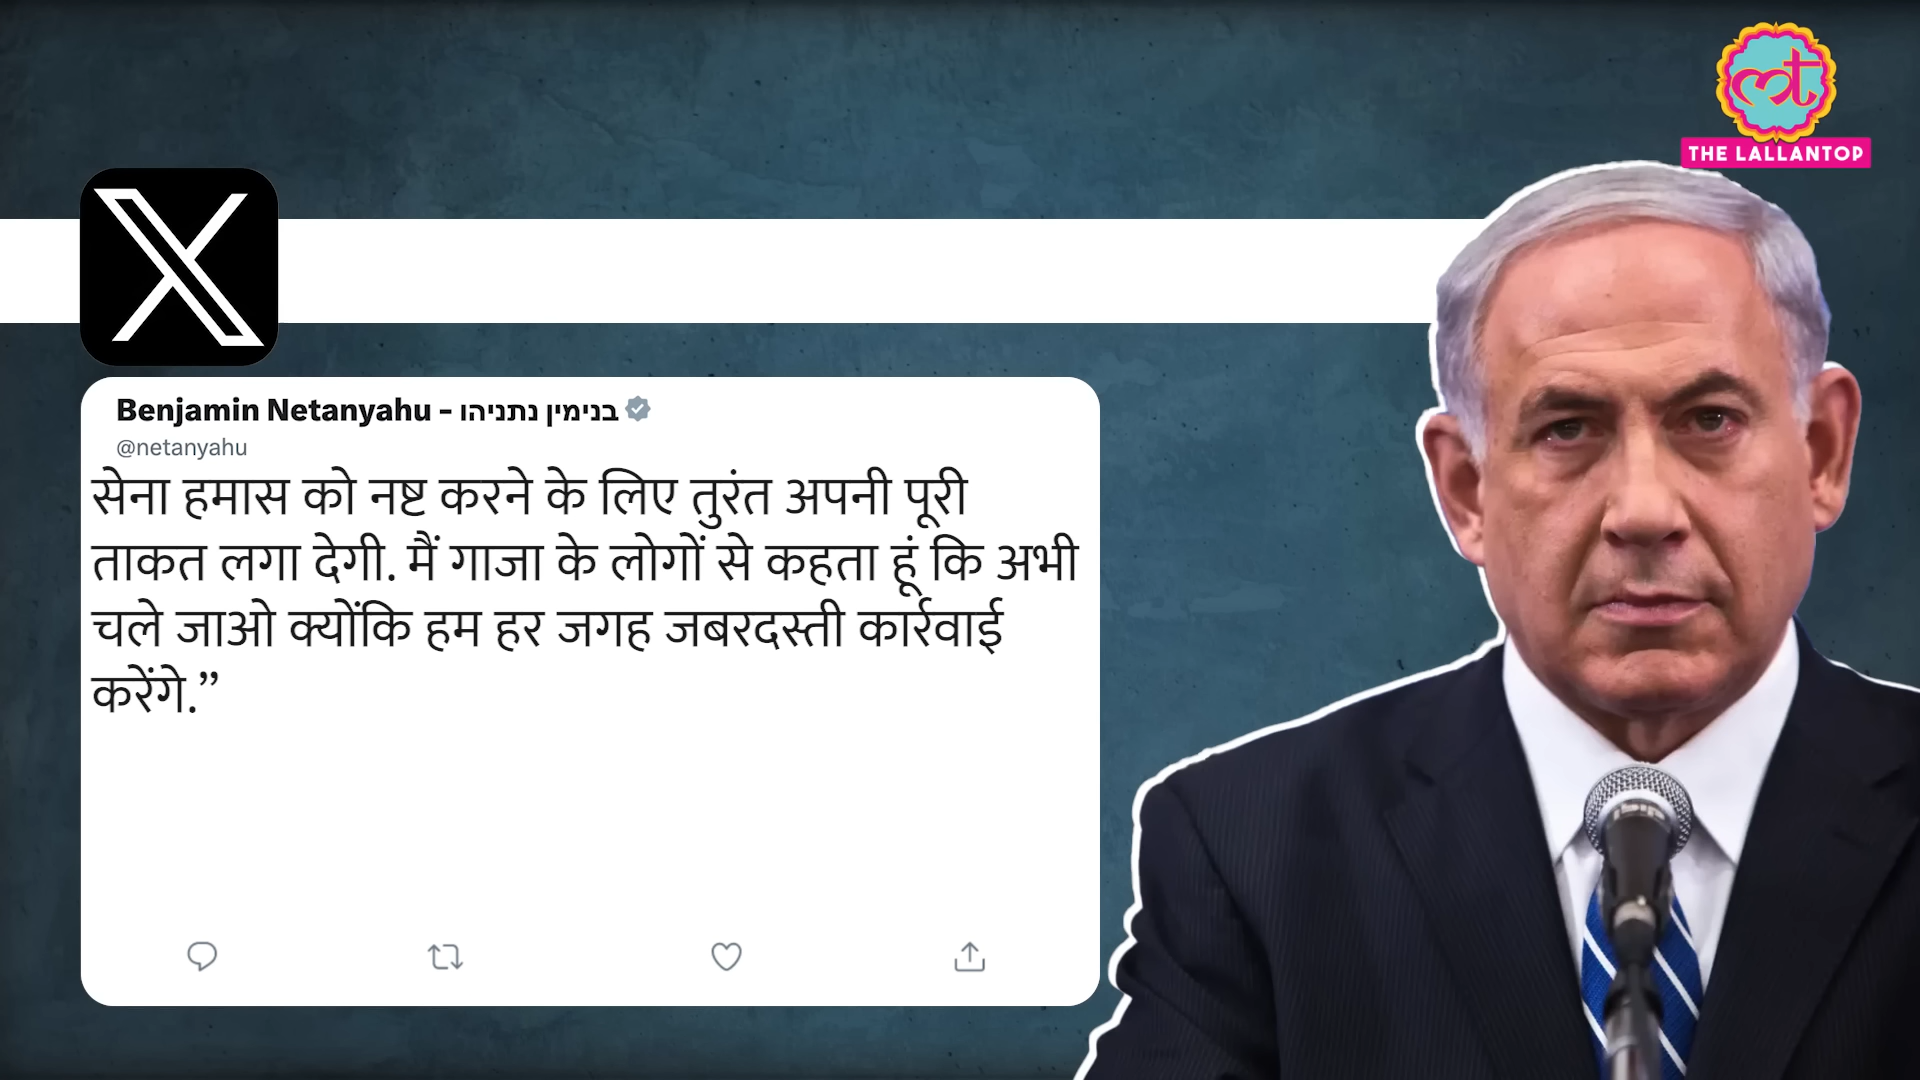 THE LALLANTOP
Benjamin Netanyahu - בנימין נתניהו
@netanyahu
सेना हमास को नष्ट करने के लिए तुरंत अपनी पूरी
ताकत लगा देगी. मैं गाजा के लोगों से कहता हूं कि अभी
चले जाओ क्योंकि हम हर जगह जबरदस्ती कार्रवाई
करेंगे.”